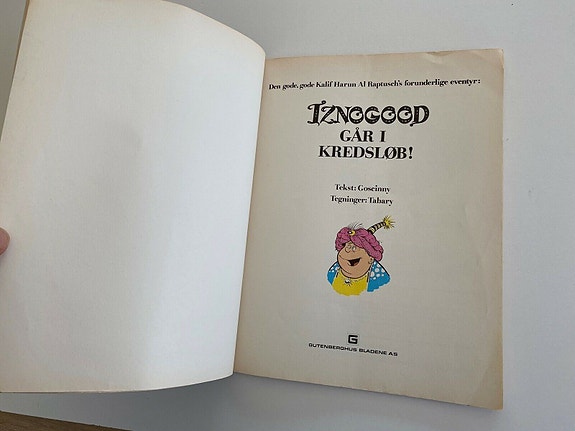 Den gode, gode Kalif Harun Al Raptusch's forunderlige eventyr:
IZNOGOOD
GÅR I
KREDSLØB!
Tekst: Goscinny
Tegninger: Tabary
G
GUTENBERGHUS BLADENE AS